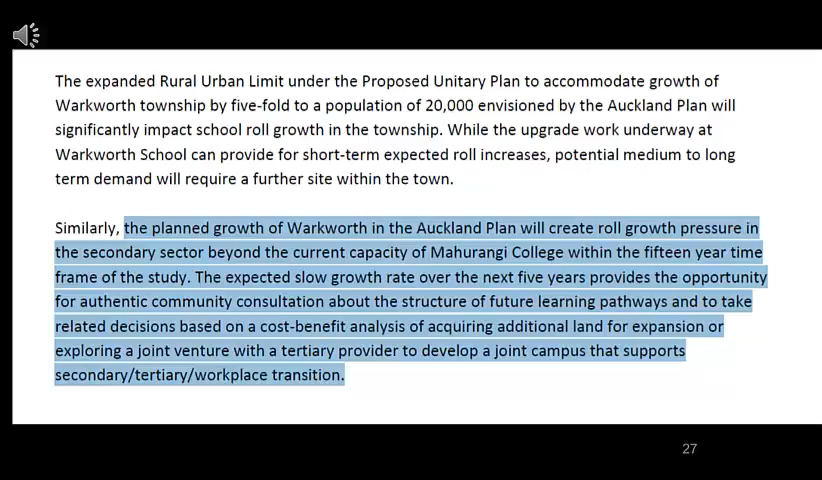 The expanded Rural Urban Limit under the Proposed Unitary Plan to accommodate growth of
Warkworth township by five-fold to a population of 20,000 envisioned by the Auckland Plan will
significantly impact school roll growth in the township. While the upgrade work underway at
Warkworth School can provide for short-term expected roll increases, potential medium to long
term demand will require a further site within the town.
Similarly, the planned growth of Warkworth in the Auckland Plan will create roll growth pressure in
the secondary sector beyond the current capacity of Mahurangi College within the fifteen year time
frame of the study. The expected slow growth rate over the next five years provides the opportunity
for authentic community consultation about the structure of future learning pathways and to take
related decisions based on a cost-benefit analysis of acquiring additional land for expansion or
exploring a joint venture with a tertiary provider to develop a joint campus that supports
secondary/tertiary/workplace transition.
27